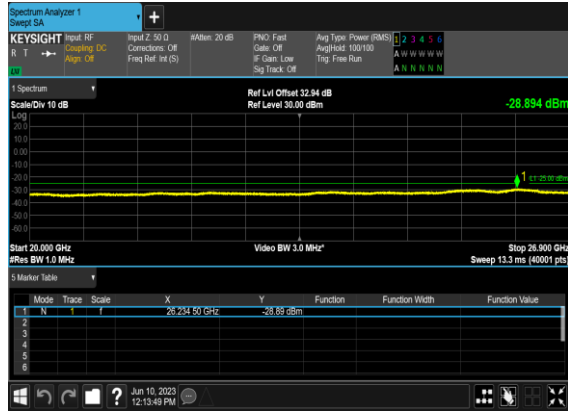 Spectrum Analyzer 1
Swept SA
+
KEYSIGHT
R T
Input: RF
Coupling: DC
Align: Off
Input Z: 50 Ω
Corrections: Off
Freq Ref: Int (S)
#Atten: 20 dB
PNO: Fast
Gate: Off
IF Gain: Low
Sig Track: Off
Avg Type: Power (RMS)
Avg|Hold: 100/100
Trig: Free Run
1 2 3 4 5 6
A W W W W W
A N N N N N
1 Spectrum
Scale/Div 10 dB
Ref Lvl Offset 32.94 dB
Ref Level 30.00 dBm
-28.894 dBm
Log
20.0
10.0
0.00
-10.0
-20.0
-30.0
-40.0
-50.0
-60.0
1
Start 20.000 GHz
#Res BW 1.0 MHz
Video BW 3.0 MHz*
Stop 26.900 GHz
Sweep 13.3 ms (40001 pts)
5 Marker Table
Mode Trace Scale X Y Function Function Width Function Value
1 N 1 f 26.234 50 GHz -28.89 dBm
2
3
4
5
6
?
Jun 10, 2023
12:13:49 PM